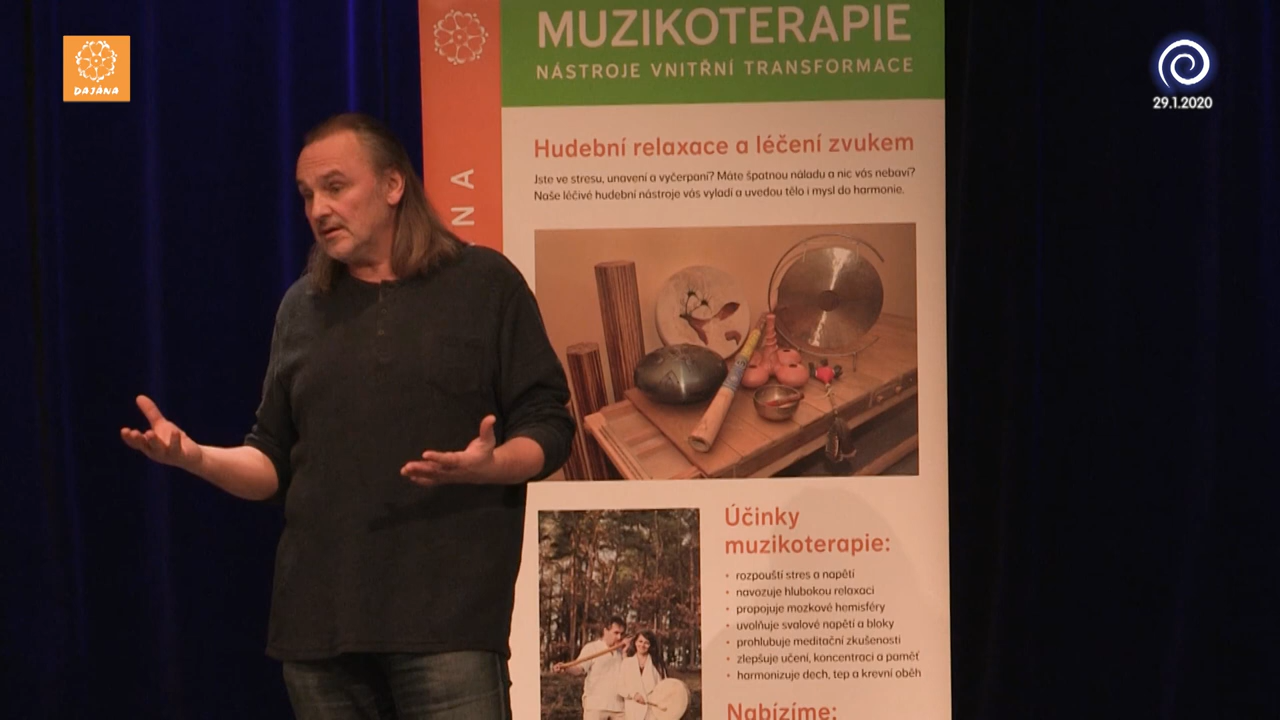 DAJÁNA
29.1.2020
NA
MUZIKOTERAPIE
NÁSTROJE VNITŘNÍ TRANSFORMACE
Hudební relaxace a léčení zvukem
Jste ve stresu, unavení a vyčerpaní? Máte špatnou náladu a nic vás nebaví?
Naše léčivé hudební nástroje vás vyladí a uvedou tělo i mysl do harmonie.
Účinky
muzikoterapie:
• rozpouští stres a napětí
• navozuje hlubokou relaxaci
• propojuje mozkové hemisféry
• uvolňuje svalové napětí a bloky
• prohlubuje meditační zkušenosti
• zlepšuje učení, koncentraci a paměť
• harmonizuje dech, tep a krevní oběh
Nabízíme: